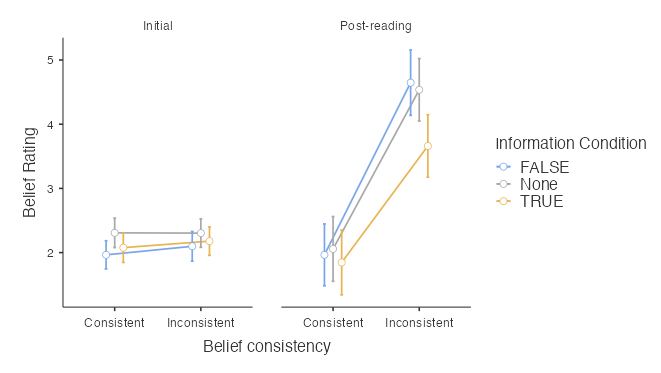 Initial
Post-reading
5
4
3
2
Belief Rating
Consistent
Inconsistent
Consistent
Inconsistent
Belief consistency
Information Condition
FALSE
None
TRUE